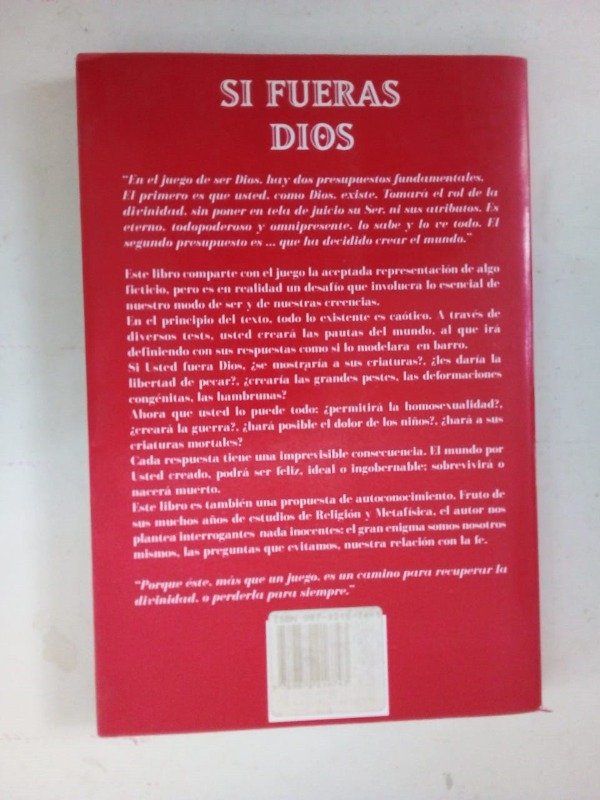 SI FUERAS
DIOS
"En el juego de ser Dios, hay dos presupuestos fundamentales.
El primero es que usted, como Dios, existe. Tomará el rol de la
divinidad, sin poner en tela de juicio su Ser, ni sus atributos. Es
eterno, todopoderoso y omnipresente, lo sabe y lo ve todo. El
segundo presupuesto es ... que ha decidido crear el mundo."
Este libro comparte con el juego la aceptada representación de algo
ficticio, pero es en realidad un desafío que involucra lo esencial de
nuestro modo de ser y de nuestras creencias.
En el principio del texto, todo lo existente es caótico. A través de
diversos tests, usted creará las pautas del mundo, al que irá
definiendo con sus respuestas como si lo modelara en barro.
Si Usted fuera Dios, ¿se mostraría a sus criaturas?, ¿les daría la
libertad de pecar?, ¿crearía las grandes pestes, las deformaciones
congénitas, las hambrunas?
Ahora que usted lo puede todo: ¿permitirá la homosexualidad?,
¿creará la guerra?, ¿hará posible el dolor de los niños?, ¿hará a sus
criaturas mortales?
Cada respuesta tiene una imprevisible consecuencia. El mundo por
Usted creado, podrá ser feliz, ideal o ingobernable; sobrevivirá o
nacerá muerto.
Este libro es también una propuesta de autoconocimiento. Fruto de
sus muchos años de estudios de Religión y Metafísica, el autor nos
plantea interrogantes nada inocentes: el gran enigma somos nosotros
mismos, las preguntas que evitamos, nuestra relación con la fe.
"Porque éste, más que un juego, es un camino para recuperar la
divinidad, o perderla para siempre."